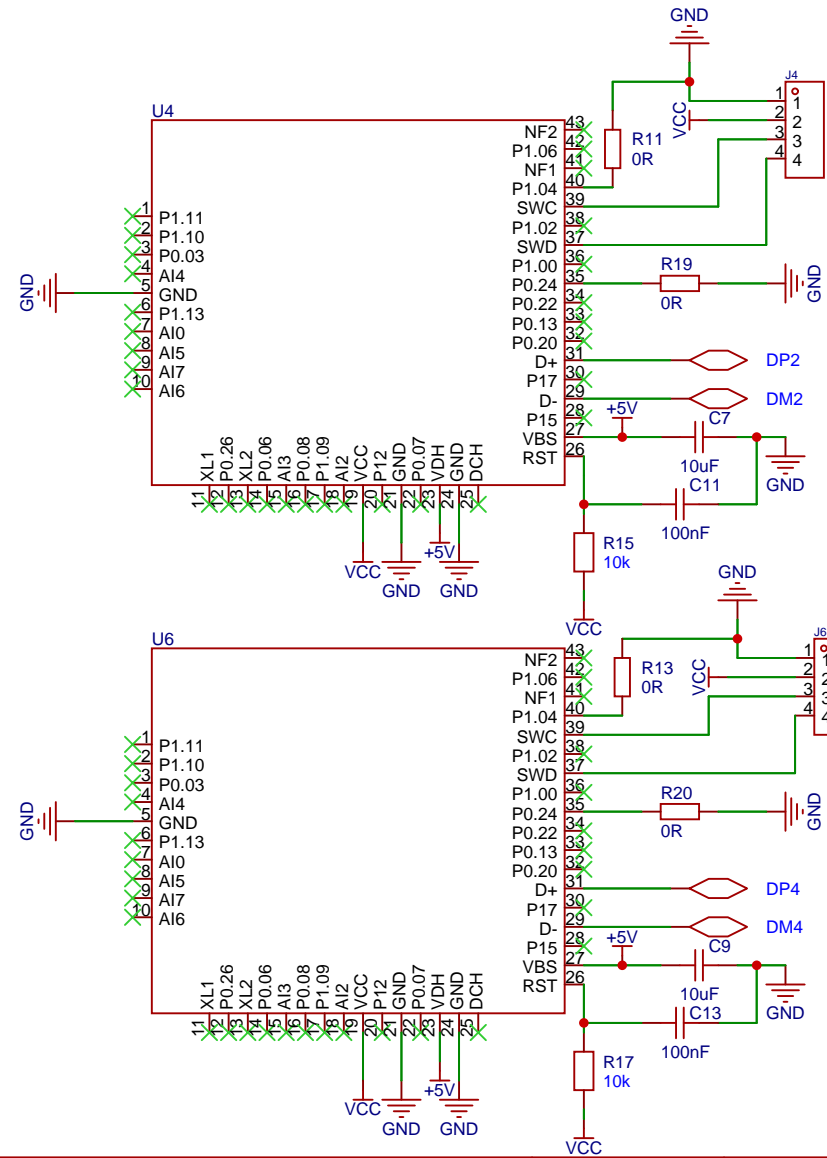 GND
J4
VCC
1 1
2 2
3 3
4 4
U4
R11
0R
NF2 43
P1.06 42
NF1 41
P1.04 40
SWC 39
P1.02 38
SWD 37
P1.00 36
P0.24 35
P0.22 34
P0.13 33
P0.20 32
D+ 31
P17 30
D- 29
P15 28
VBS 27
RST 26
1 P1.11
2 P1.10
3 P0.03
4 AI4
5 GND
6 P1.13
7 AI0
8 AI5
9 AI7
10 AI6
GND
R19
0R
GND
DP2
DM2
+5V
C7
10uF
GND
C11
100nF
R15
10k
VCC
11 XL1
12 P0.26
13 XL2
14 P0.06
15 AI3
16 P0.08
17 P1.09
18 AI2
19 VCC
20 P12
21 GND
22 P0.07
23 VDH
24 GND
25 DCH
VCC
GND
+5V
GND
GND
J6
VCC
1 1
2
3
4
U6
R13
0R
NF2 43
P1.06 42
NF1 41
P1.04 40
SWC 39
P1.02 38
SWD 37
P1.00 36
P0.24 35
P0.22 34
P0.13 33
P0.20 32
D+ 31
P17 30
D- 29
P15 28
VBS 27
RST 26
1 P1.11
2 P1.10
3 P0.03
4 AI4
5 GND
6 P1.13
7 AI0
8 AI5
9 AI7
10 AI6
GND
R20
0R
GND
DP4
DM4
+5V
C9
10uF
GND
C13
100nF
R17
10k
VCC
11 XL1
12 P0.26
13 XL2
14 P0.06
15 AI3
16 P0.08
17 P1.09
18 AI2
19 VCC
20 P12
21 GND
22 P0.07
23 VDH
24 GND
25 DCH
VCC
GND
+5V
GND